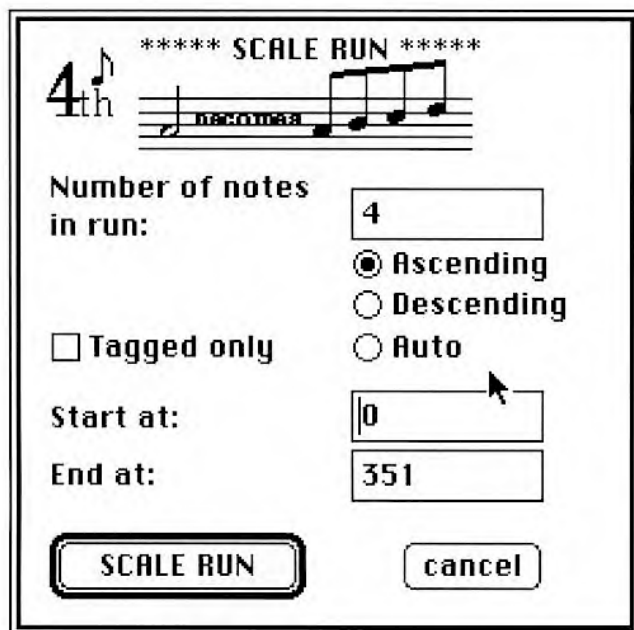 ***** SCALE RUN *****
4th
becomes
Number of notes
in run:
4
Ascending
Descending
Tagged only
Auto
Start at:
0
End at:
351
SCALE RUN
cancel